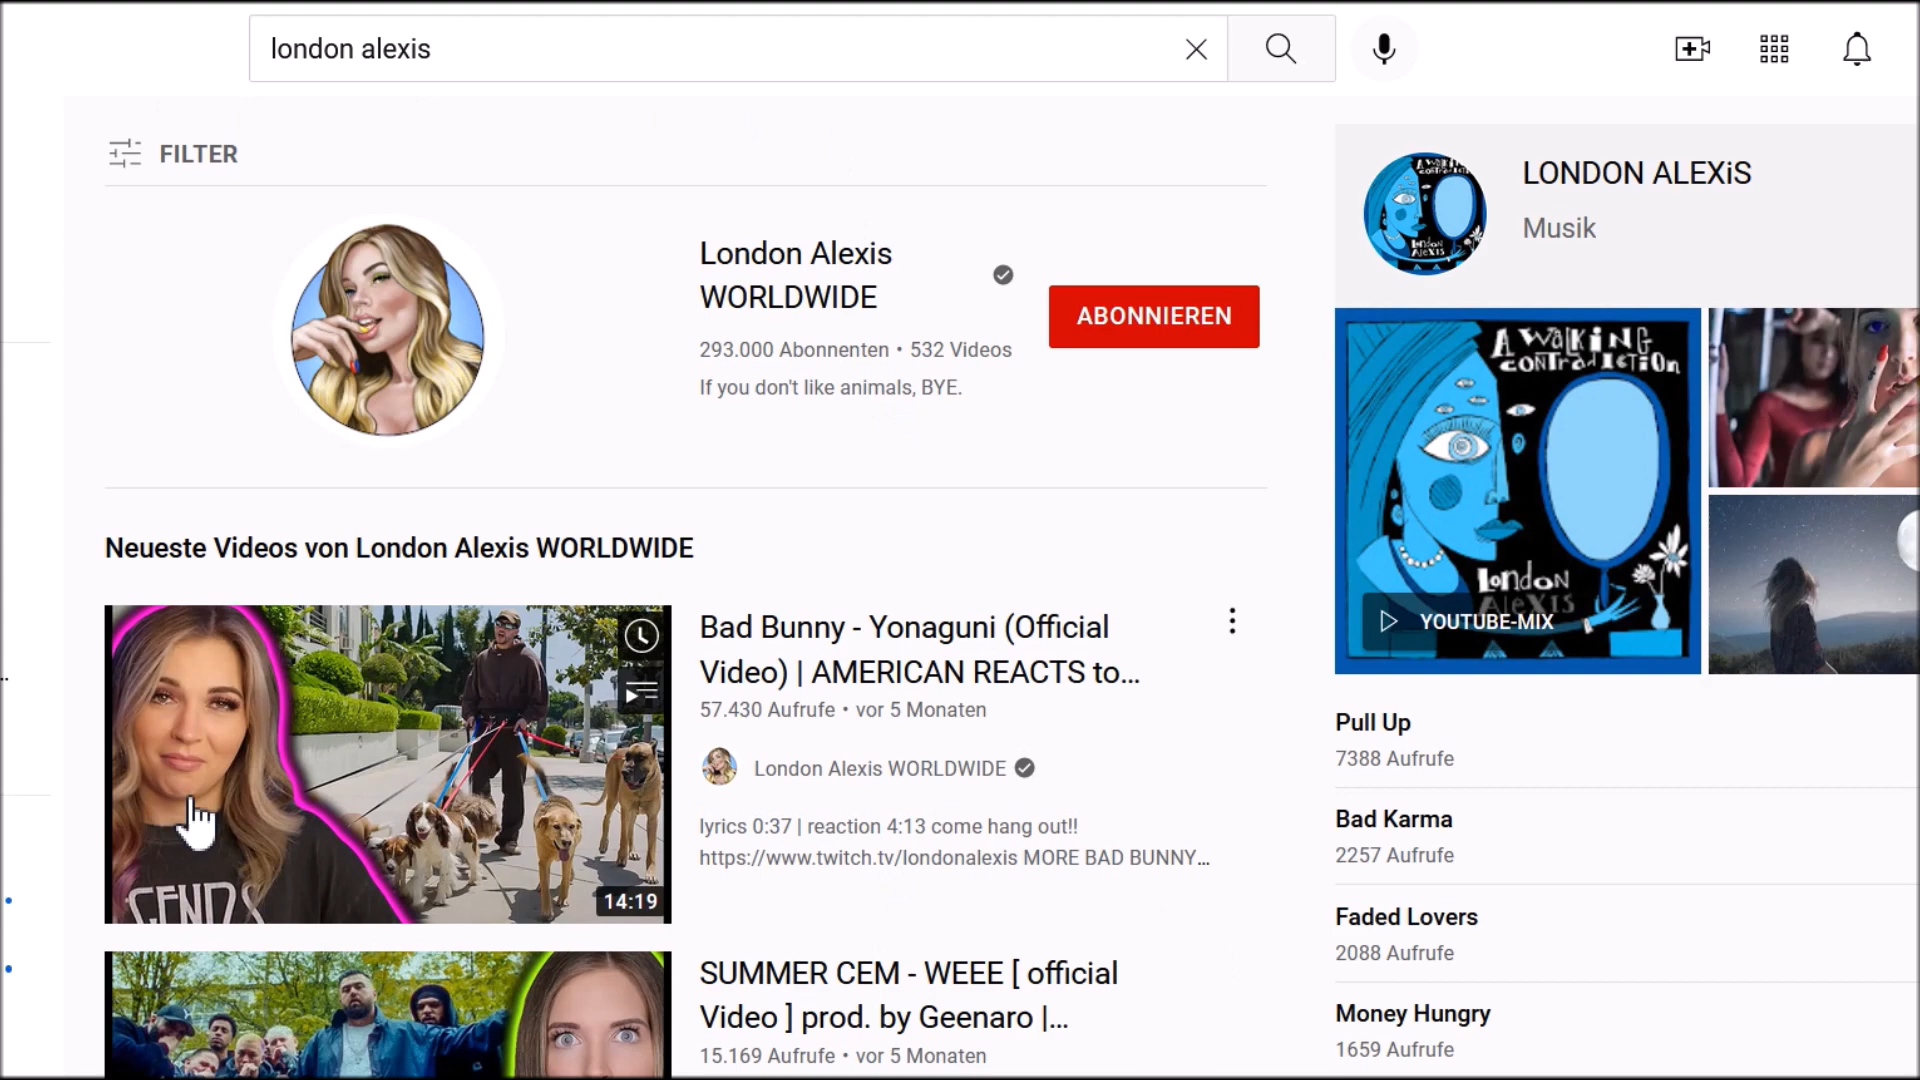 london alexis
FILTER
London Alexis
WORLDWIDE
293.000 Abonnenten • 532 Videos
If you don't like animals, BYE.
ABONNIEREN
Neueste Videos von London Alexis WORLDWIDE
14:19
Bad Bunny - Yonaguni (Official
Video) | AMERICAN REACTS to...
57.430 Aufrufe • vor 5 Monaten
London Alexis WORLDWIDE
lyrics 0:37 | reaction 4:13 come hang out!!
https://www.twitch.tv/londonalexis MORE BAD BUNNY...
SUMMER CEM - WEEE [ official
Video ] prod. by Geenaro |...
15.169 Aufrufe • vor 5 Monaten
LONDON ALEXiS
Musik
A WALKiNG
CONTRADiCTiON
London
AleXIS
YOUTUBE-MIX
Pull Up
7388 Aufrufe
Bad Karma
2257 Aufrufe
Faded Lovers
2088 Aufrufe
Money Hungry
1659 Aufrufe